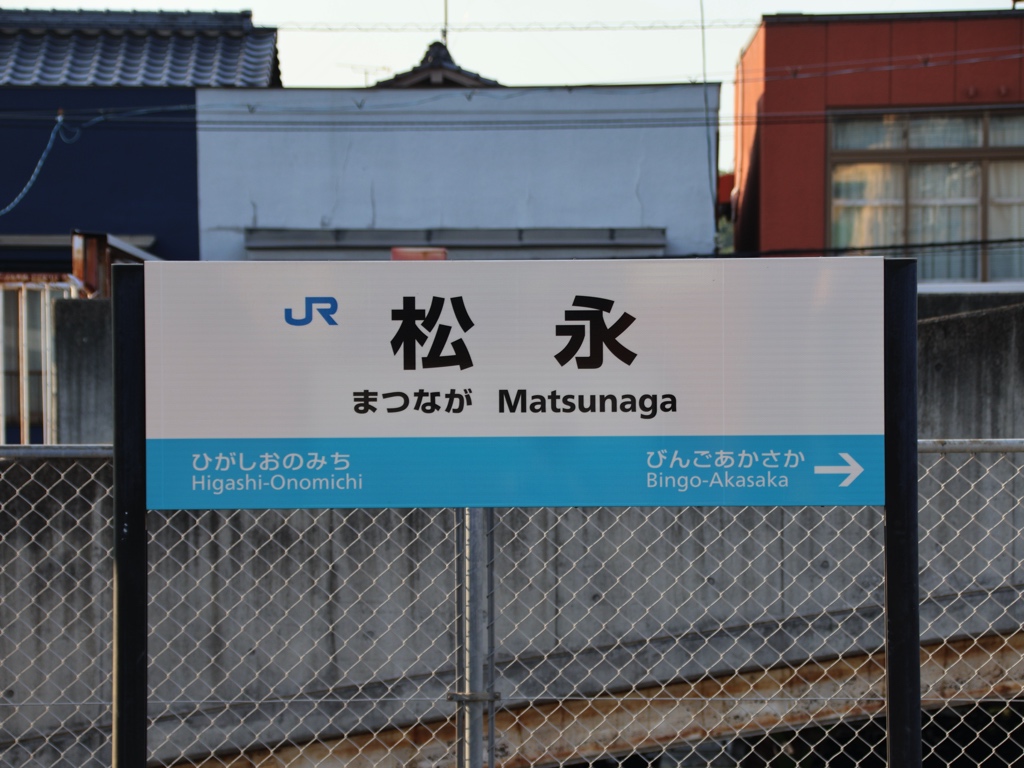 JR 松永
まつなが Matsunaga
ひがしおのみち びんごあかさか
Higashi-Onomichi Bingo-Akasaka →